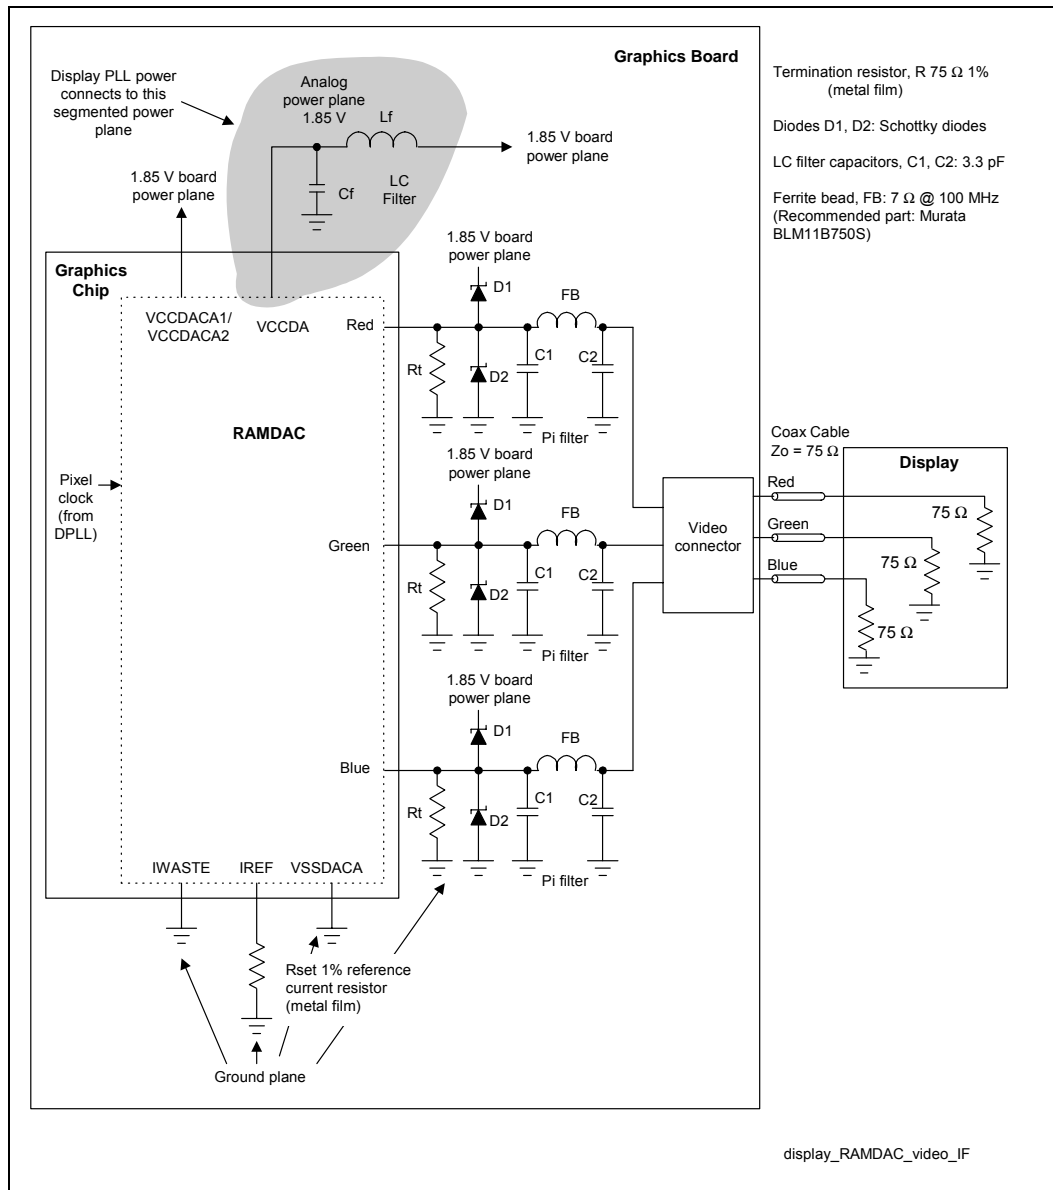 Graphics Board
Display PLL power
connects to this
segmented power
plane
Analog
power plane
1.85 V
Lf
Cf
LC
Filter
1.85 V board
power plane
1.85 V board
power plane
Termination resistor, R 75 Ω 1%
(metal film)
Diodes D1, D2: Schottky diodes
LC filter capacitors, C1, C2: 3.3 pF
Ferrite bead, FB: 7 Ω @ 100 MHz
(Recommended part: Murata
BLM11B750S)
Graphics
Chip
VCCDACA1/
VCCDACA2
VCCDA
Red
1.85 V board
power plane
D1
FB
Rt
D2
C1
C2
Pi filter
RAMDAC
Pixel
clock
(from
DPLL)
Green
1.85 V board
power plane
D1
FB
Rt
D2
C1
C2
Pi filter
Video
connector
Coax Cable
Zo = 75 Ω
Red
Green
Blue
Display
75 Ω
75 Ω
75 Ω
Blue
1.85 V board
power plane
D1
FB
Rt
D2
C1
C2
Pi filter
IWASTE
IREF
VSSDACA
Rset 1% reference
current resistor
(metal film)
Ground plane
display_RAMDAC_video_IF